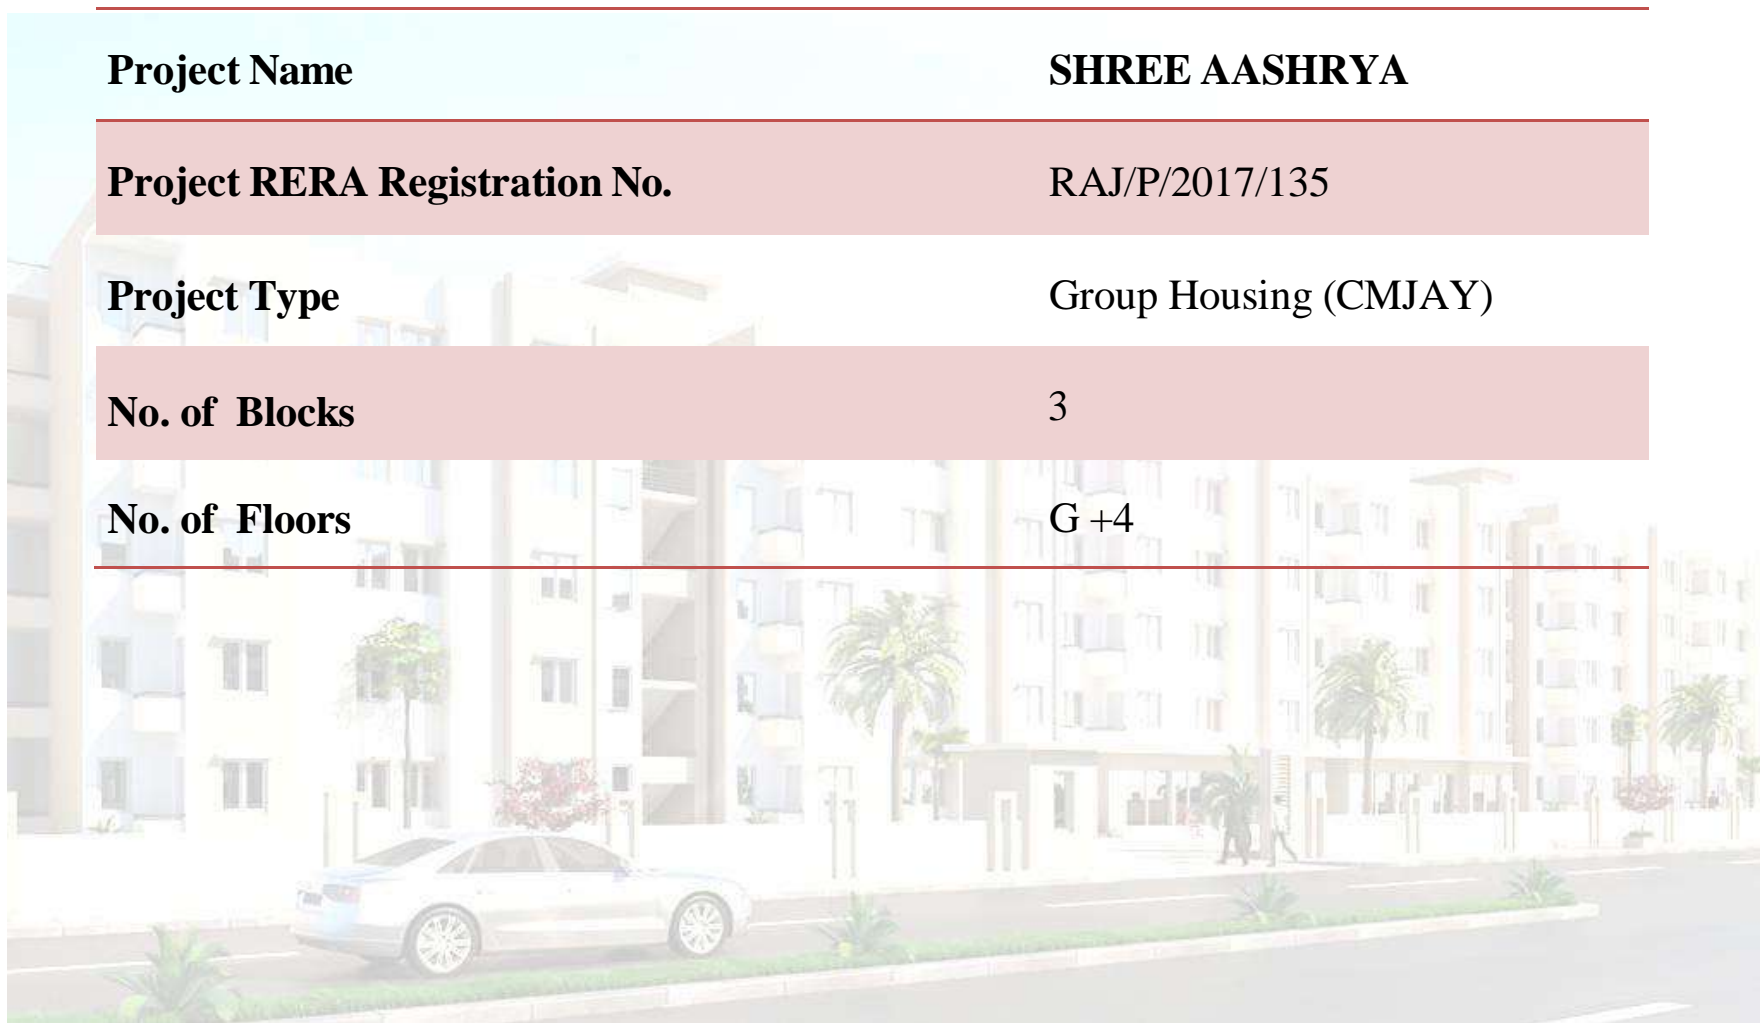 Project Name SHREE AASHRYA
Project RERA Registration No. RAJ/P/2017/135
Project Type Group Housing (CMJAY)
No. of Blocks 3
No. of Floors G +4